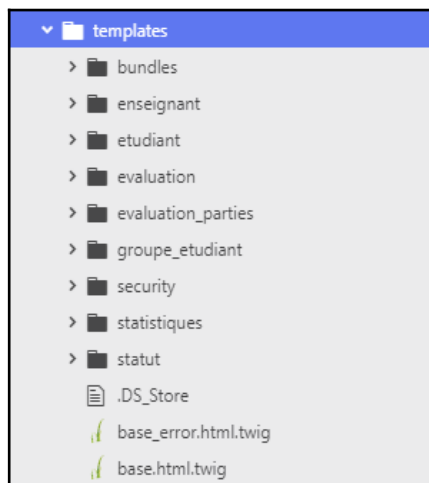 templates
bundles
enseignant
etudiant
evaluation
evaluation_parties
groupe_etudiant
security
statistiques
statut
.DS_Store
base_error.html.twig
base.html.twig